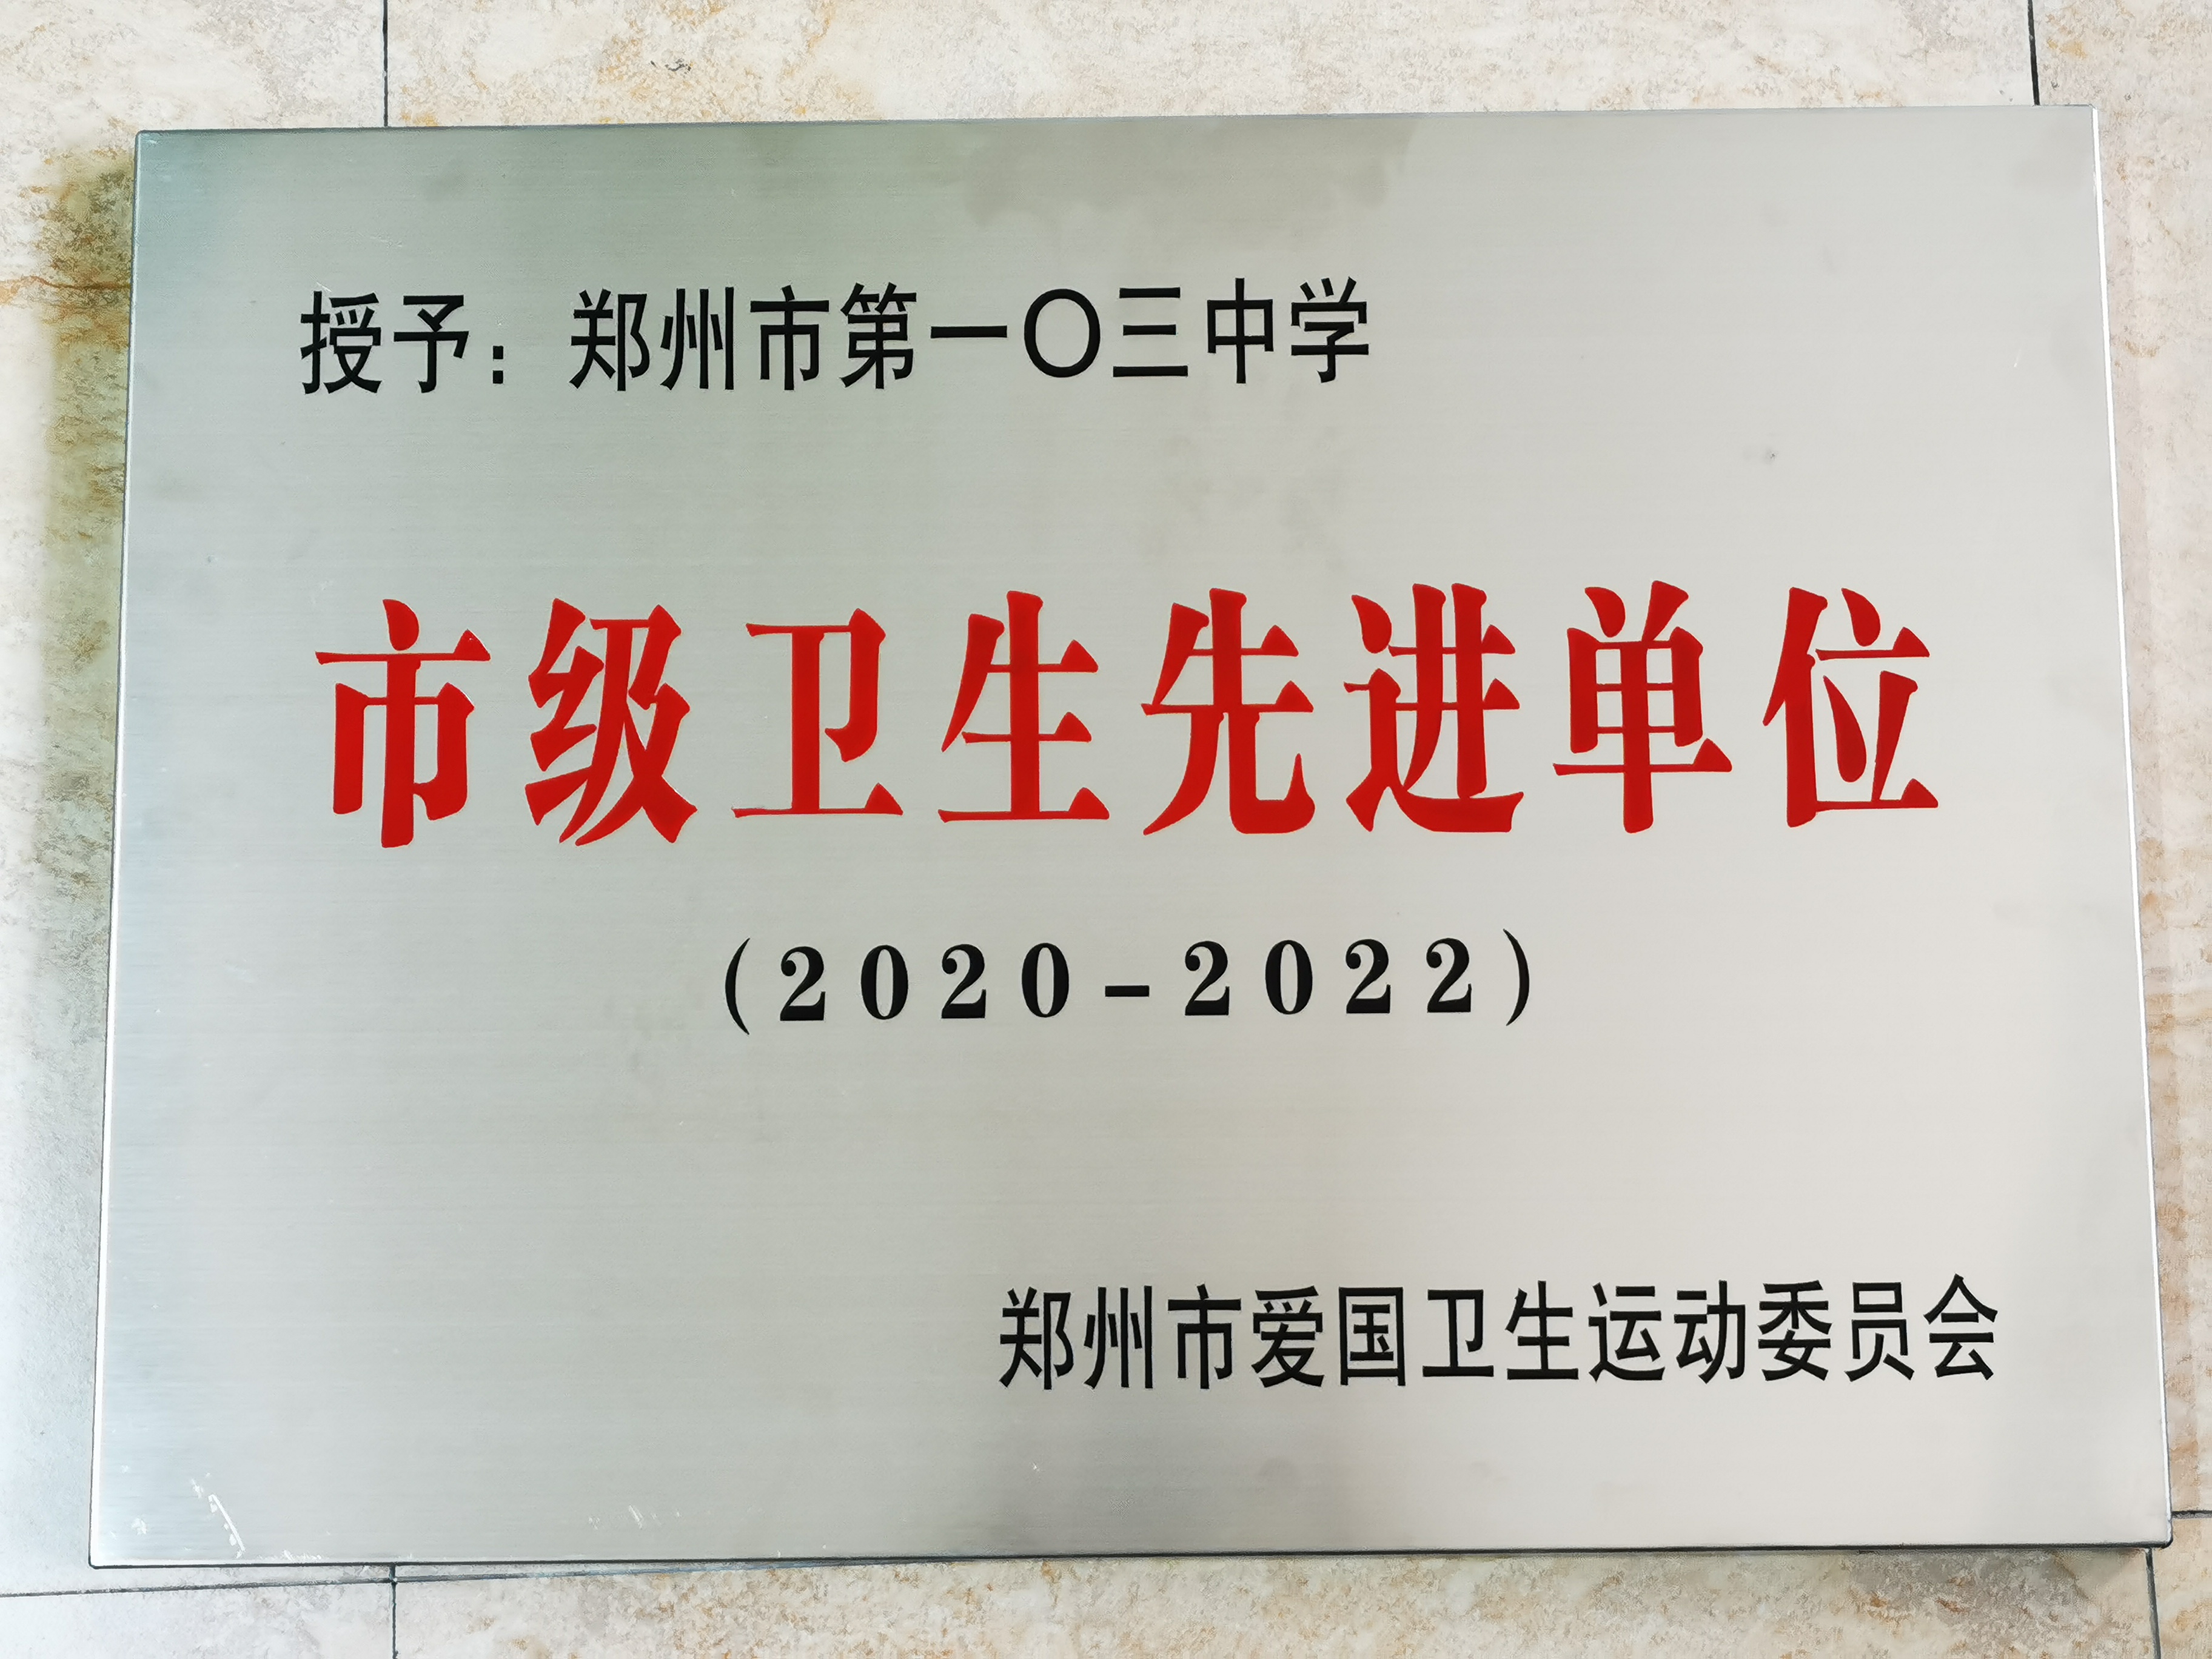 授予：郑州市第一〇三中学
市级卫生先进单位
（2020-2022）
郑州市爱国卫生运动委员会